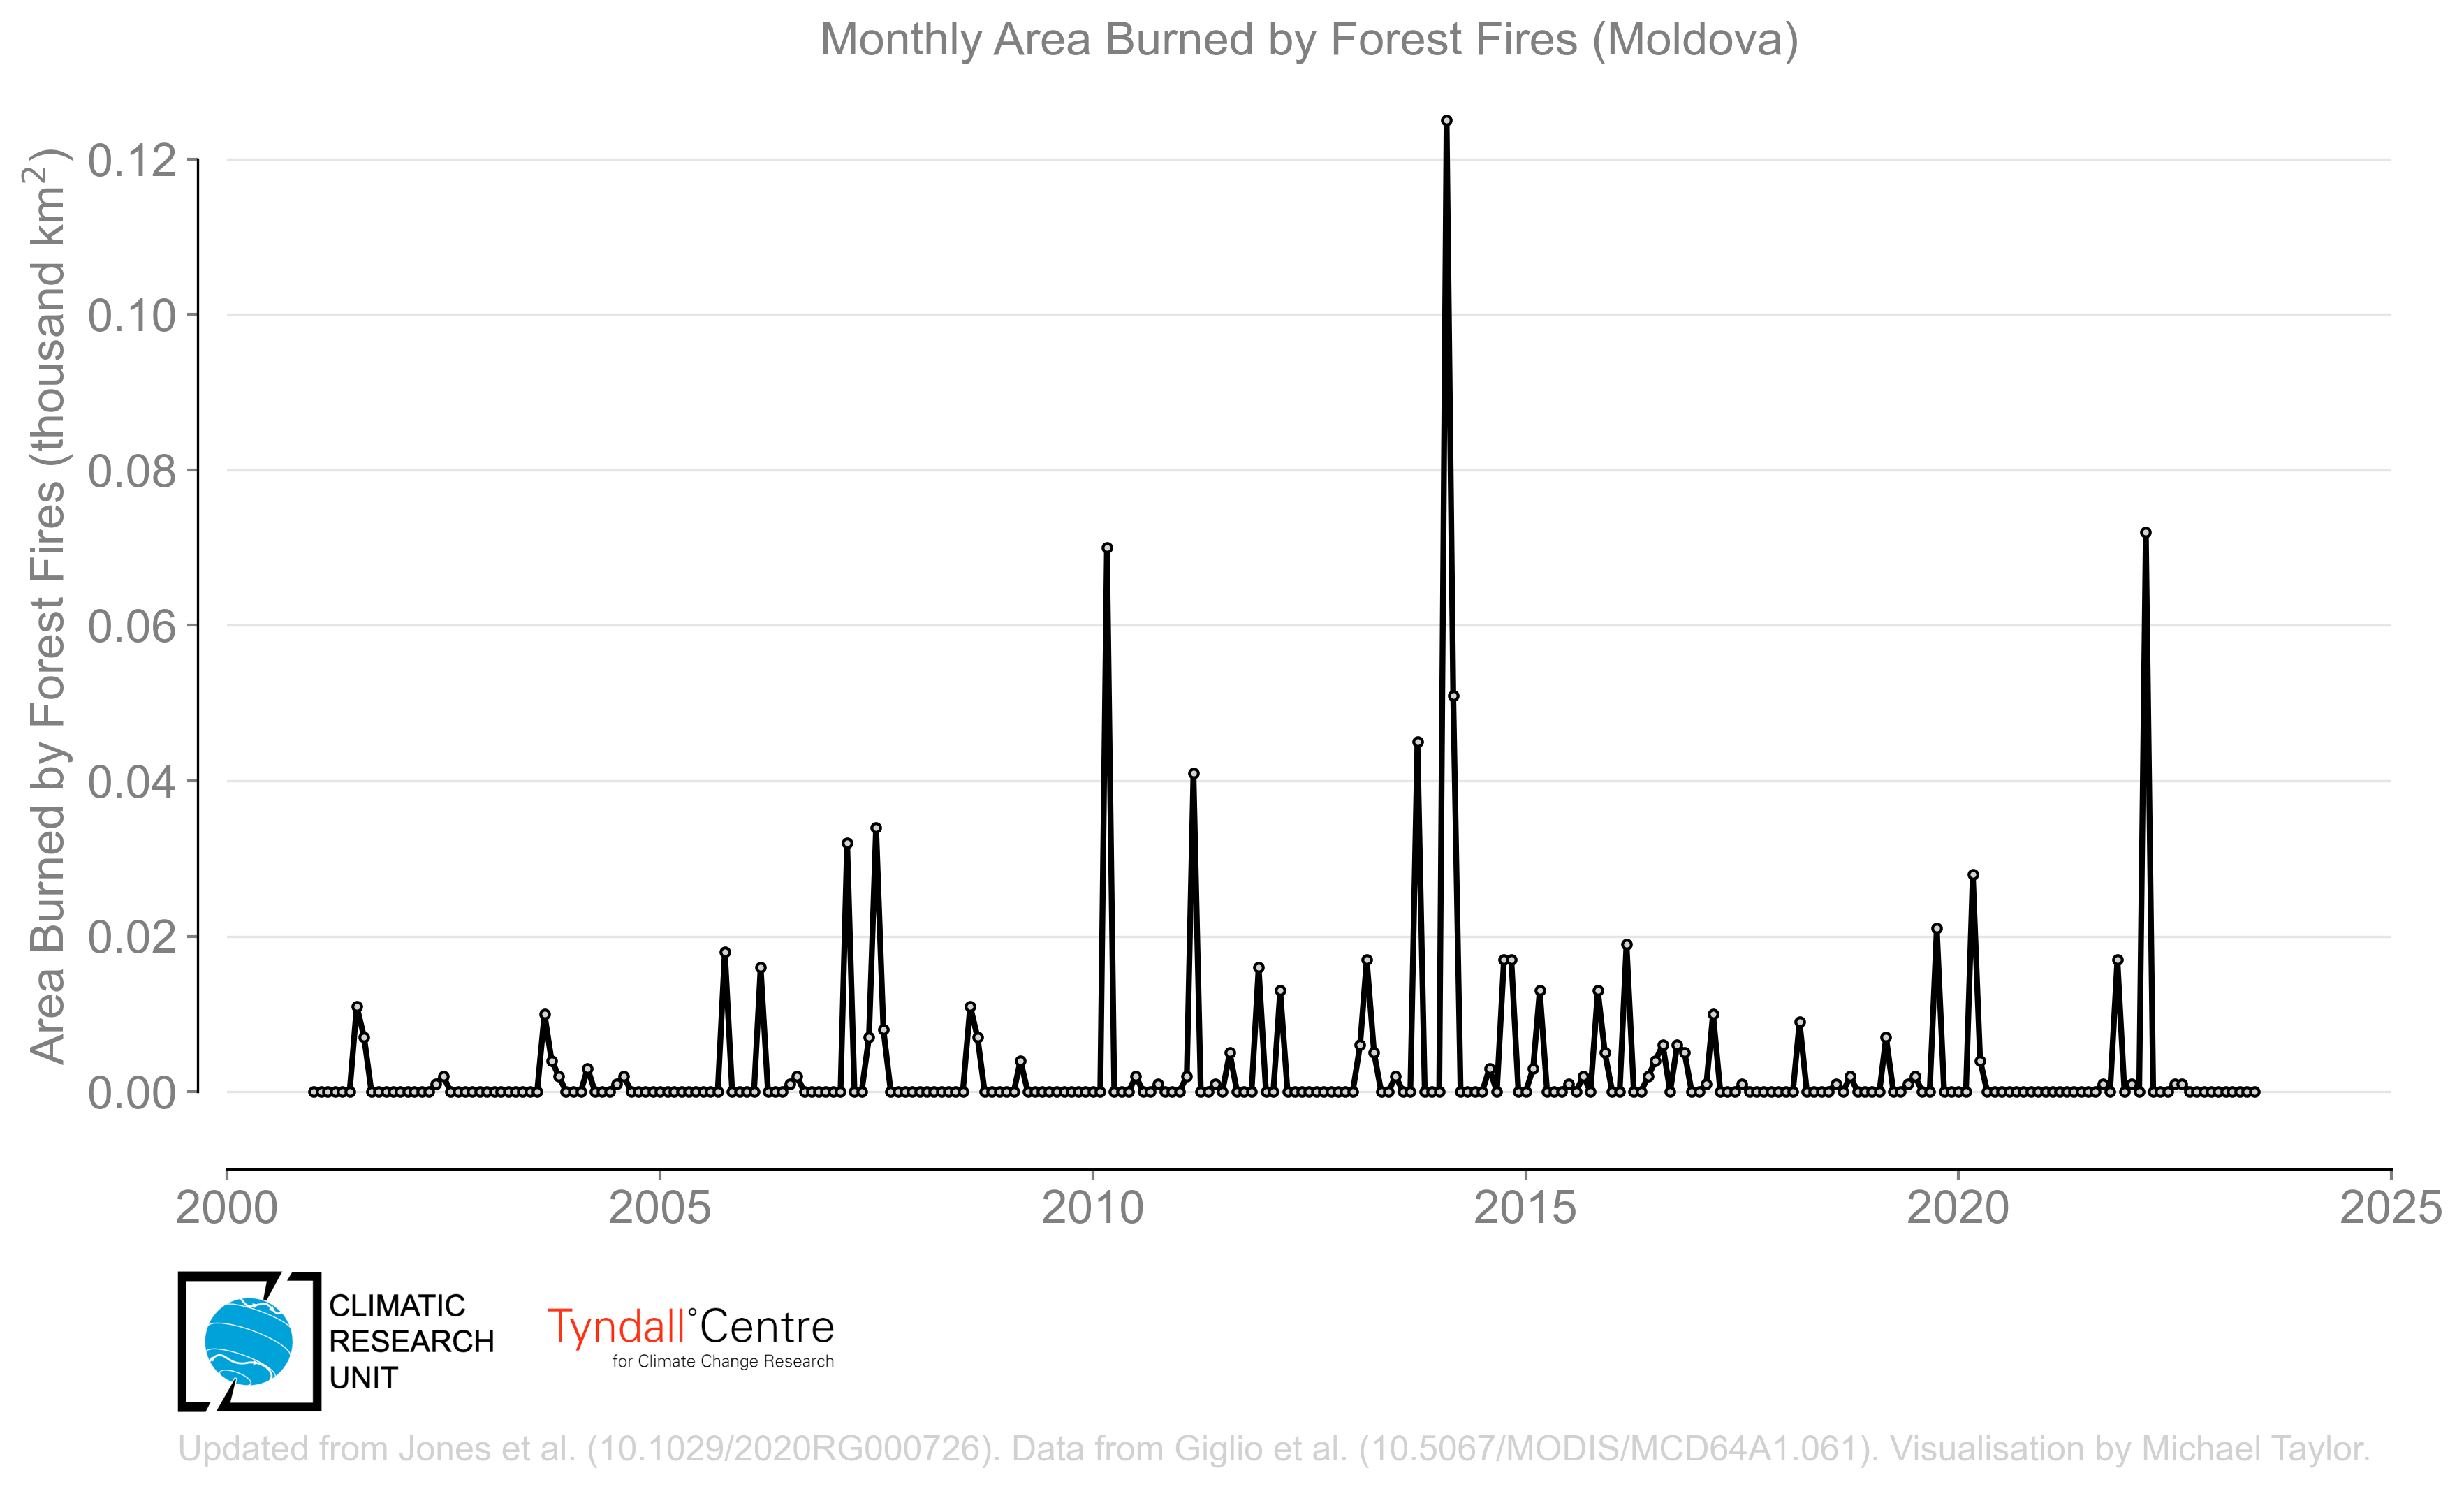 Monthly Area Burned by Forest Fires (Moldova)
Area Burned by Forest Fires (thousand km²)
0.12
0.10
0.08
0.06
0.04
0.02
0.00
2000 2005 2010 2015 2020 2025
CLIMATIC
RESEARCH
UNIT
Tyndall°Centre
for Climate Change Research
Updated from Jones et al. (10.1029/2020RG000726). Data from Giglio et al. (10.5067/MODIS/MCD64A1.061). Visualisation by Michael Taylor.